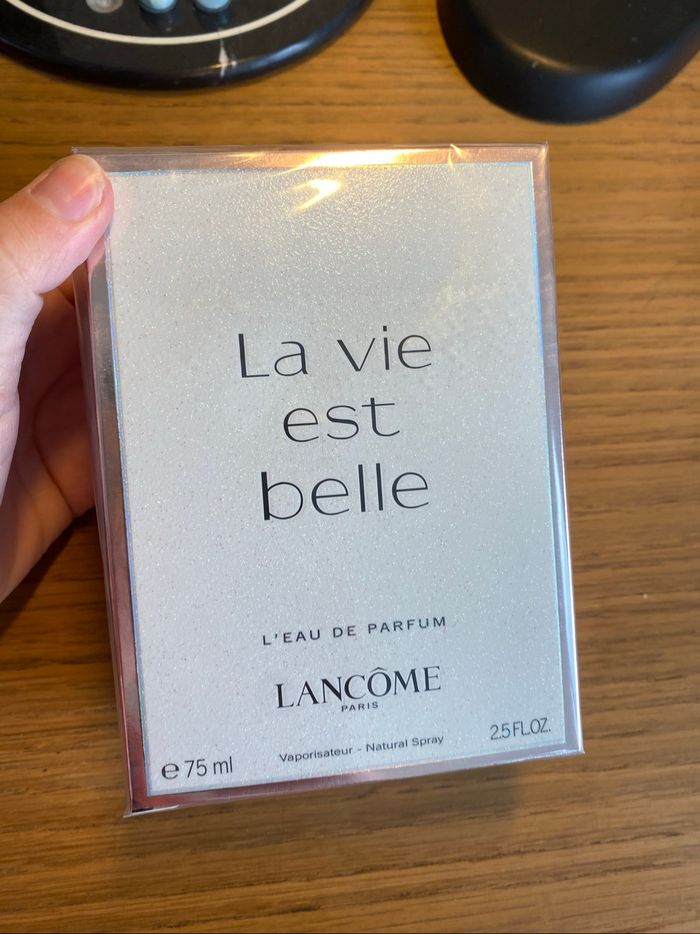 La vie
est
belle
L'EAU DE PARFUM
LANCÔME
PARIS
Vaporisateur - Natural Spray
℮ 75 ml
2.5 FL.OZ.